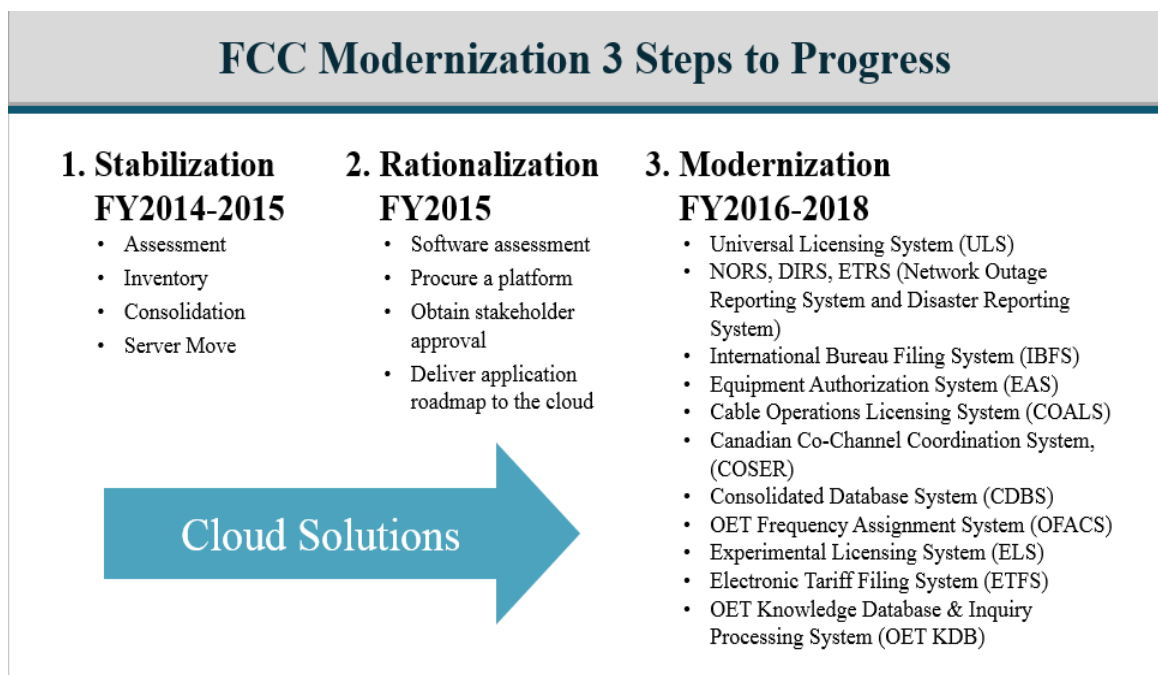 FCC Modernization 3 Steps to Progress
1. Stabilization
FY2014-2015
• Assessment
• Inventory
• Consolidation
• Server Move
2. Rationalization
FY2015
• Software assessment
• Procure a platform
• Obtain stakeholder
approval
• Deliver application
roadmap to the cloud
3. Modernization
FY2016-2018
• Universal Licensing System (ULS)
• NORS, DIRS, ETRS (Network Outage
Reporting System and Disaster Reporting
System)
• International Bureau Filing System (IBFS)
• Equipment Authorization System (EAS)
• Cable Operations Licensing System (COALS)
• Canadian Co-Channel Coordination System,
(COSER)
• Consolidated Database System (CDBS)
• OET Frequency Assignment System (OFACS)
• Experimental Licensing System (ELS)
• Electronic Tariff Filing System (ETFS)
• OET Knowledge Database & Inquiry
Processing System (OET KDB)
Cloud Solutions